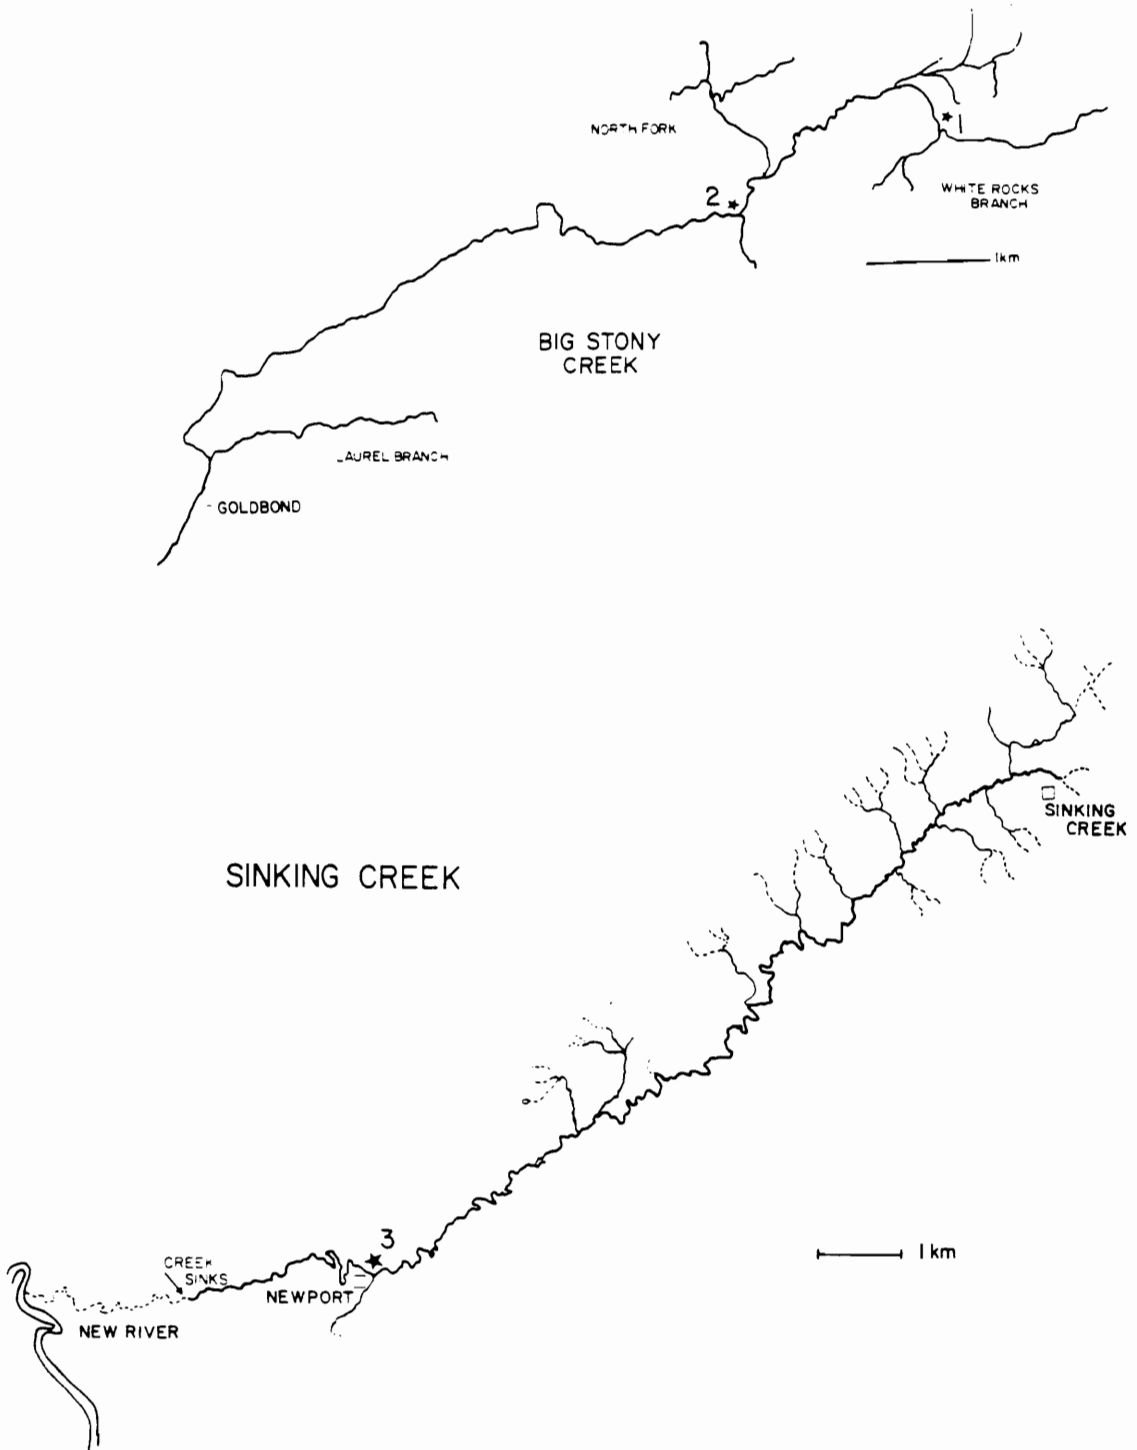 NORTH FORK
1
2
WHITE ROCKS
BRANCH
1km
BIG STONY
CREEK
LAUREL BRANCH
GOLDBOND
SINKING
CREEK
SINKING CREEK
3
1 km
CREEK
SINKS
NEWPORT
NEW RIVER